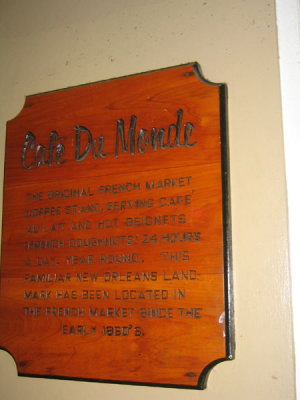 Café Du Monde
THE ORIGINAL FRENCH MARKET
COFFEE STAND, SERVING CAFÉ
AU LAIT AND HOT BEIGNETS
(FRENCH DOUGHNUTS) 24 HOURS
A DAY, YEAR ROUND. THIS
FAMILIAR NEW ORLEANS LAND-
MARK HAS BEEN LOCATED IN
THE FRENCH MARKET SINCE THE
EARLY 1860'S.